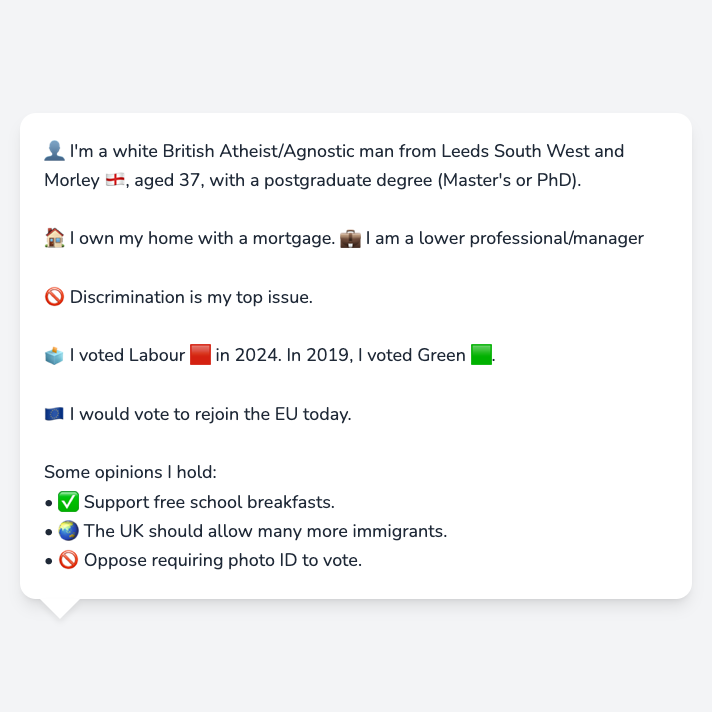 👤 I'm a white British Atheist/Agnostic man from Leeds South West and
Morley 🏴󠁧󠁢󠁥󠁮󠁧󠁿, aged 37, with a postgraduate degree (Master's or PhD).
🏠 I own my home with a mortgage. 💼 I am a lower professional/manager
🚫 Discrimination is my top issue.
🗳️ I voted Labour 🟥 in 2024. In 2019, I voted Green 🟩.
🇪🇺 I would vote to rejoin the EU today.
Some opinions I hold:
• ✅ Support free school breakfasts.
• 🌏 The UK should allow many more immigrants.
• 🚫 Oppose requiring photo ID to vote.